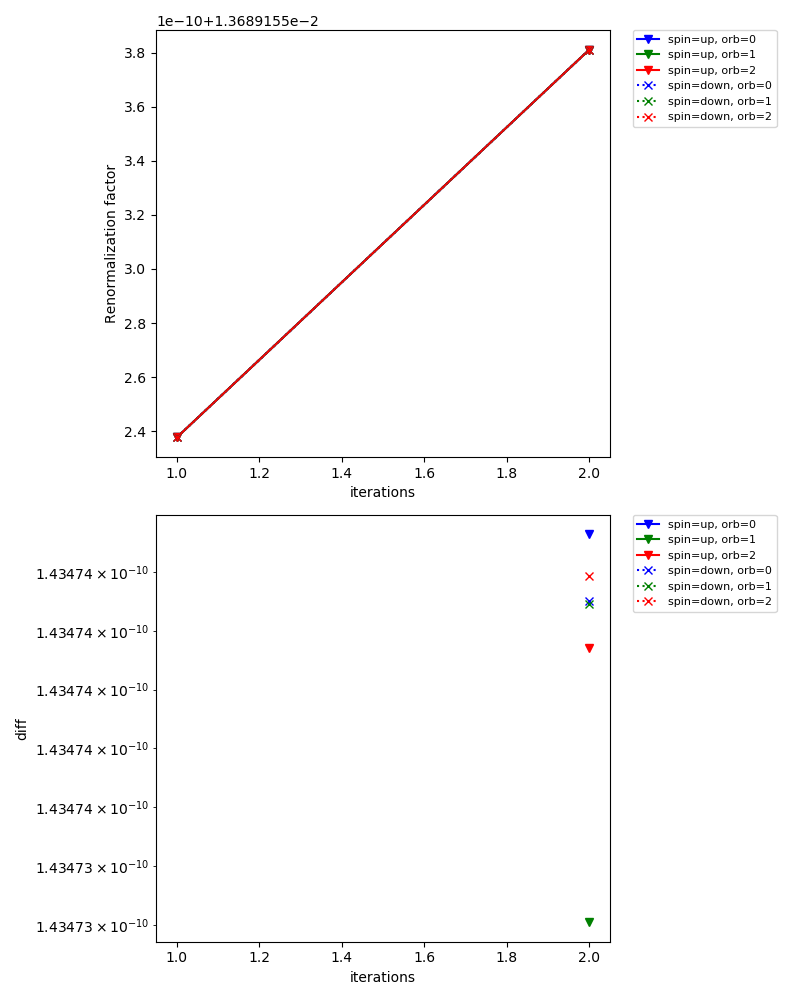 1e−10+1.3689155e−2
3.8
3.6
3.4
3.2
3.0
2.8
2.6
2.4
Renormalization factor
1.0 1.2 1.4 1.6 1.8 2.0
iterations
spin=up, orb=0
spin=up, orb=1
spin=up, orb=2
spin=down, orb=0
spin=down, orb=1
spin=down, orb=2
1.43474 × 10⁻¹⁰
1.43474 × 10⁻¹⁰
1.43474 × 10⁻¹⁰
1.43474 × 10⁻¹⁰
1.43474 × 10⁻¹⁰
1.43473 × 10⁻¹⁰
1.43473 × 10⁻¹⁰
diff
1.0 1.2 1.4 1.6 1.8 2.0
iterations
spin=up, orb=0
spin=up, orb=1
spin=up, orb=2
spin=down, orb=0
spin=down, orb=1
spin=down, orb=2